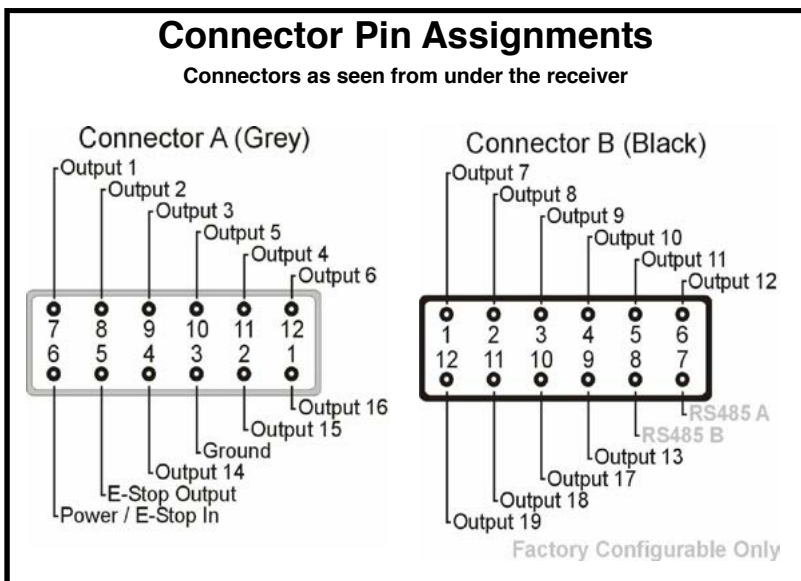 Connector Pin Assignments
Connectors as seen from under the receiver
Connector A (Grey)
Output 1
Output 2
Output 3
Output 5
Output 4
Output 6
7 8 9 10 11 12
6 5 4 3 2 1
Output 16
Output 15
Ground
Output 14
E-Stop Output
Power / E-Stop In
Connector B (Black)
Output 7
Output 8
Output 9
Output 10
Output 11
Output 12
1 2 3 4 5 6
12 11 10 9 8 7
RS485 A
RS485 B
Output 13
Output 17
Output 18
Output 19
Factory Configurable Only